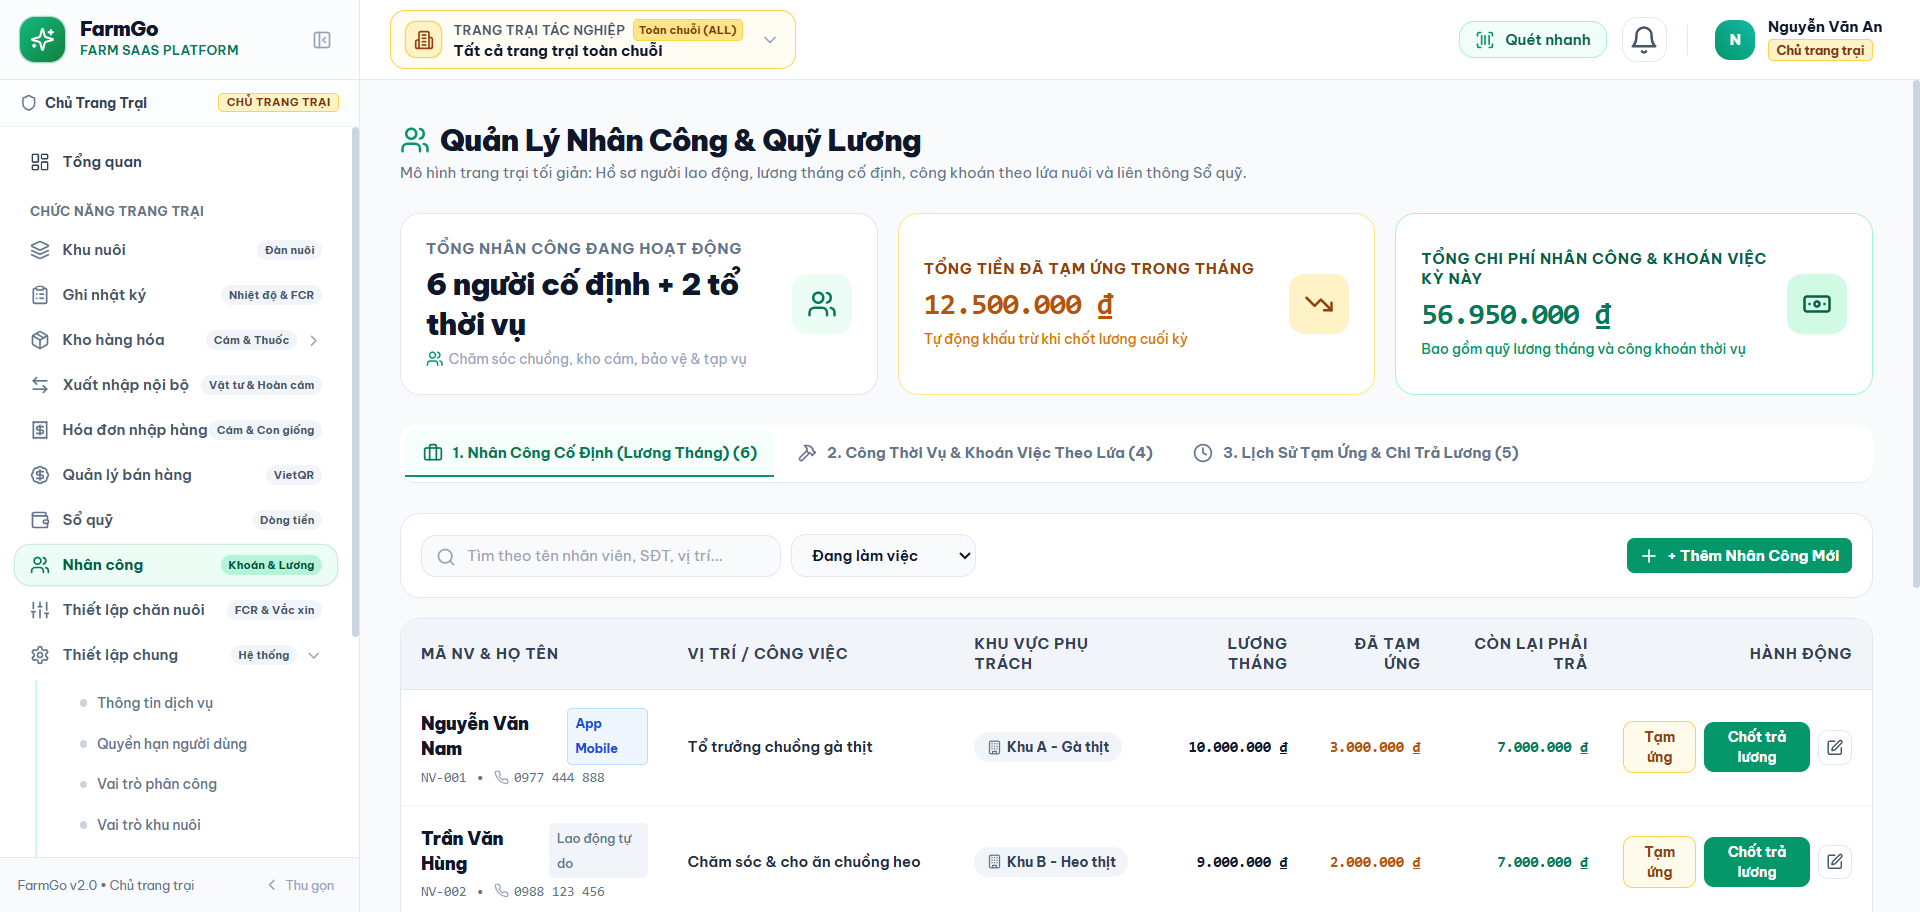 FarmGo
FARM SAAS PLATFORM
Chủ Trang Trại
CHỦ TRANG TRẠI
Tổng quan
CHỨC NĂNG TRANG TRẠI
Khu nuôi
Đàn nuôi
Ghi nhật ký
Nhiệt độ & FCR
Kho hàng hóa
Cám & Thuốc
Xuất nhập nội bộ
Vật tư & Hoàn cám
Hóa đơn nhập hàng
Cám & Con giống
Quản lý bán hàng
VietQR
Sổ quỹ
Dòng tiền
Nhân công
Khoán & Lương
Thiết lập chăn nuôi
FCR & Vắc xin
Thiết lập chung
Hệ thống
Thông tin dịch vụ
Quyền hạn người dùng
Vai trò phân công
Vai trò khu nuôi
FarmGo v2.0 • Chủ trang trại
Thu gọn
TRANG TRẠI TÁC NGHIỆP
Toàn chuỗi (ALL)
Tất cả trang trại toàn chuỗi
Quét nhanh
N
Nguyễn Văn An
Chủ trang trại
Quản Lý Nhân Công & Quỹ Lương
Mô hình trang trại tối giản: Hồ sơ người lao động, lương tháng cố định, công khoán theo lứa nuôi và liên thông Sổ quỹ.
TỔNG NHÂN CÔNG ĐANG HOẠT ĐỘNG
6 người cố định + 2 tổ
thời vụ
Chăm sóc chuồng, kho cám, bảo vệ & tạp vụ
TỔNG TIỀN ĐÃ TẠM ỨNG TRONG THÁNG
12.500.000 ₫
Tự động khấu trừ khi chốt lương cuối kỳ
TỔNG CHI PHÍ NHÂN CÔNG & KHOÁN VIỆC
KỲ NÀY
56.950.000 ₫
Bao gồm quỹ lương tháng và công khoán thời vụ
1. Nhân Công Cố Định (Lương Tháng) (6)
2. Công Thời Vụ & Khoán Việc Theo Lứa (4)
3. Lịch Sử Tạm Ứng & Chi Trả Lương (5)
Tìm theo tên nhân viên, SĐT, vị trí...
Đang làm việc
+ Thêm Nhân Công Mới
MÃ NV & HỌ TÊN
VỊ TRÍ / CÔNG VIỆC
KHU VỰC PHỤ
TRÁCH
LƯƠNG
THÁNG
ĐÃ TẠM
ỨNG
CÒN LẠI PHẢI
TRẢ
HÀNH ĐỘNG
Nguyễn Văn
Nam
App
Mobile
NV-001 • 0977 444 888
Tổ trưởng chuồng gà thịt
Khu A - Gà thịt
10.000.000 ₫
3.000.000 ₫
7.000.000 ₫
Tạm
ứng
Chốt trả
lương
Trần Văn
Hùng
Lao động tự
do
NV-002 • 0988 123 456
Chăm sóc & cho ăn chuồng heo
Khu B - Heo thịt
9.000.000 ₫
2.000.000 ₫
7.000.000 ₫
Tạm
ứng
Chốt trả
lương